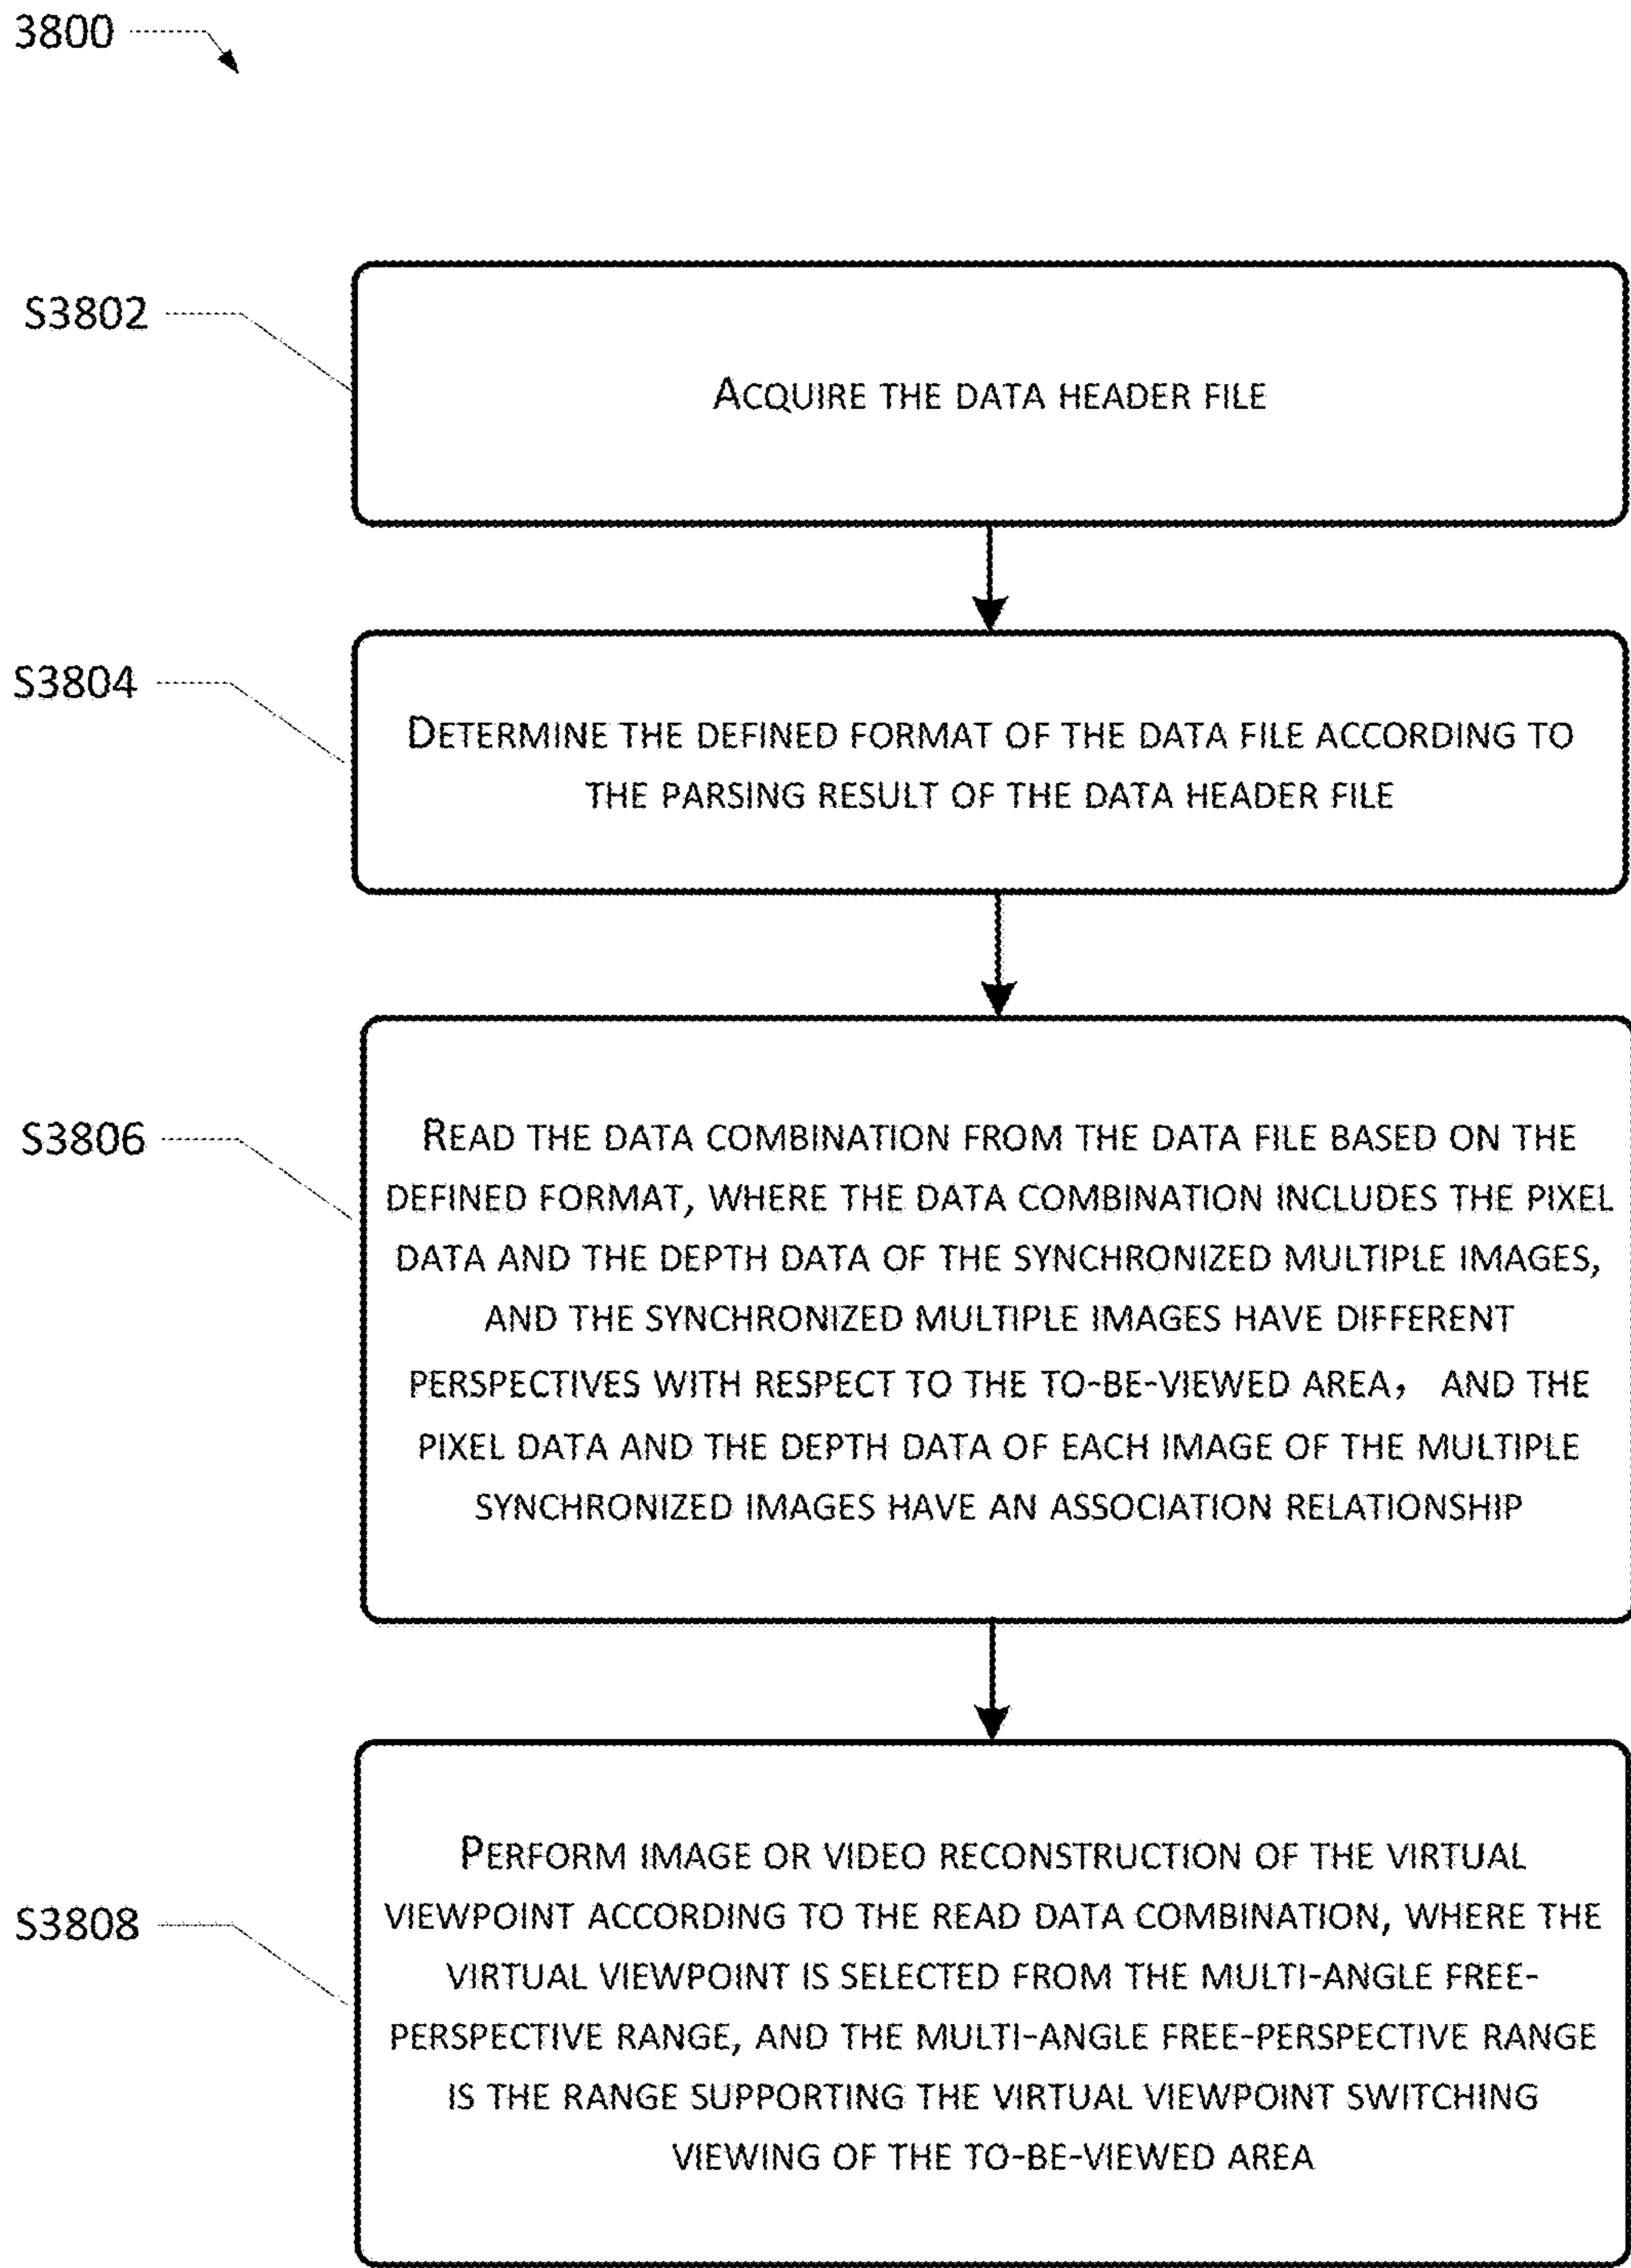 3800
S3802
ACQUIRE THE DATA HEADER FILE
S3804
DETERMINE THE DEFINED FORMAT OF THE DATA FILE ACCORDING TO
THE PARSING RESULT OF THE DATA HEADER FILE
S3806
READ THE DATA COMBINATION FROM THE DATA FILE BASED ON THE
DEFINED FORMAT, WHERE THE DATA COMBINATION INCLUDES THE PIXEL
DATA AND THE DEPTH DATA OF THE SYNCHRONIZED MULTIPLE IMAGES,
AND THE SYNCHRONIZED MULTIPLE IMAGES HAVE DIFFERENT
PERSPECTIVES WITH RESPECT TO THE TO-BE-VIEWED AREA， AND THE
PIXEL DATA AND THE DEPTH DATA OF EACH IMAGE OF THE MULTIPLE
SYNCHRONIZED IMAGES HAVE AN ASSOCIATION RELATIONSHIP
S3808
PERFORM IMAGE OR VIDEO RECONSTRUCTION OF THE VIRTUAL
VIEWPOINT ACCORDING TO THE READ DATA COMBINATION, WHERE THE
VIRTUAL VIEWPOINT IS SELECTED FROM THE MULTI-ANGLE FREE-
PERSPECTIVE RANGE, AND THE MULTI-ANGLE FREE-PERSPECTIVE RANGE
IS THE RANGE SUPPORTING THE VIRTUAL VIEWPOINT SWITCHING
VIEWING OF THE TO-BE-VIEWED AREA